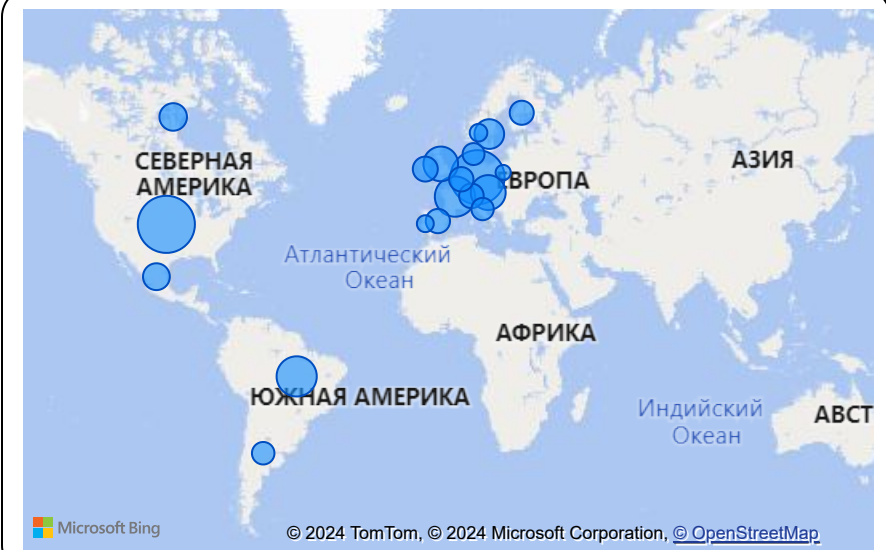 СЕВЕРНАЯ
АМЕРИКА
ЕВРОПА
АЗИЯ
Атлантический
Океан
АФРИКА
ЮЖНАЯ АМЕРИКА
Индийский
Океан
АВСТ
Microsoft Bing
© 2024 TomTom, © 2024 Microsoft Corporation, © OpenStreetMap